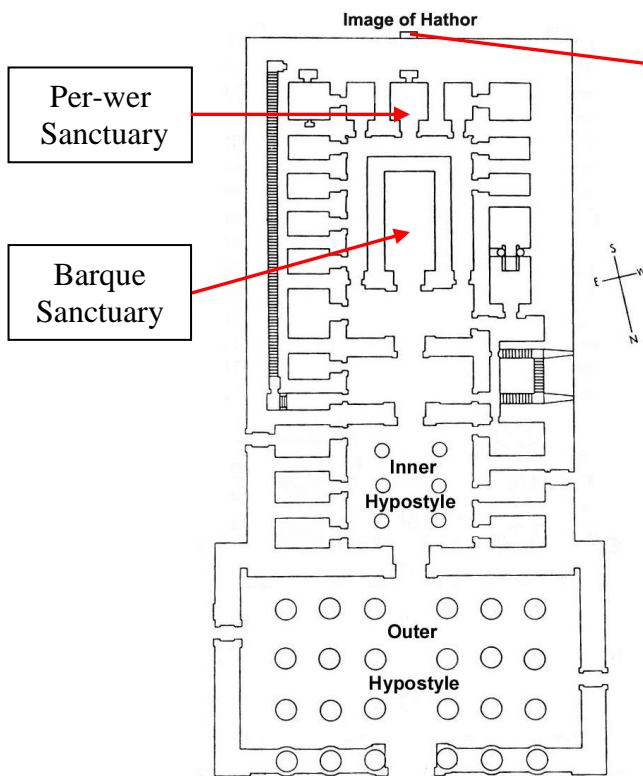 Image of Hathor
Per-wer
Sanctuary
Barque
Sanctuary
S
E
W
N
Inner
Hypostyle
Outer
Hypostyle